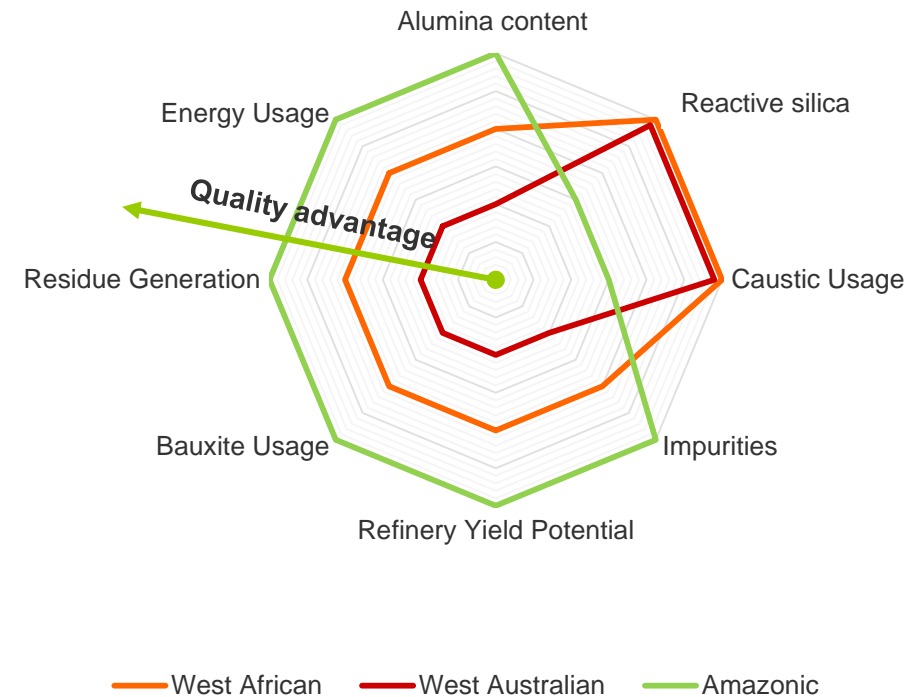 Alumina content
Reactive silica
Energy Usage
Quality advantage
Residue Generation
Caustic Usage
Bauxite Usage
Impurities
Refinery Yield Potential
West African
West Australian
Amazonic